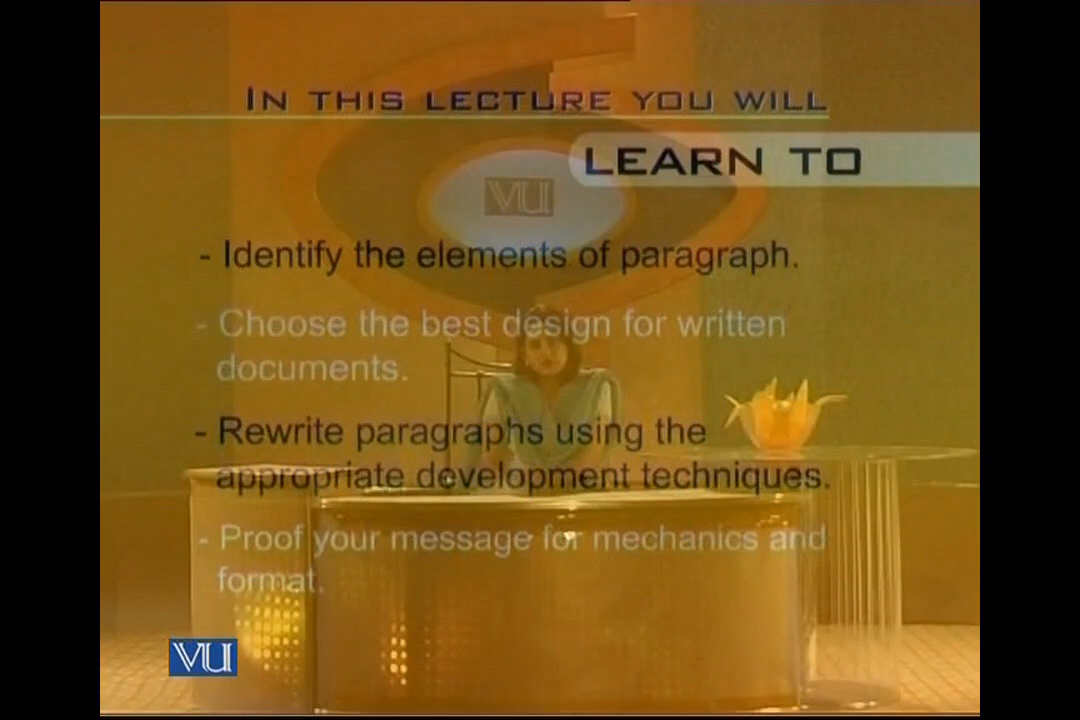 IN THIS LECTURE YOU WILL
LEARN TO
VU
- Identify the elements of paragraph.
- Choose the best design for written
documents.
- Rewrite paragraphs using the
appropriate development techniques.
- Proof your message for mechanics and
format.
VU